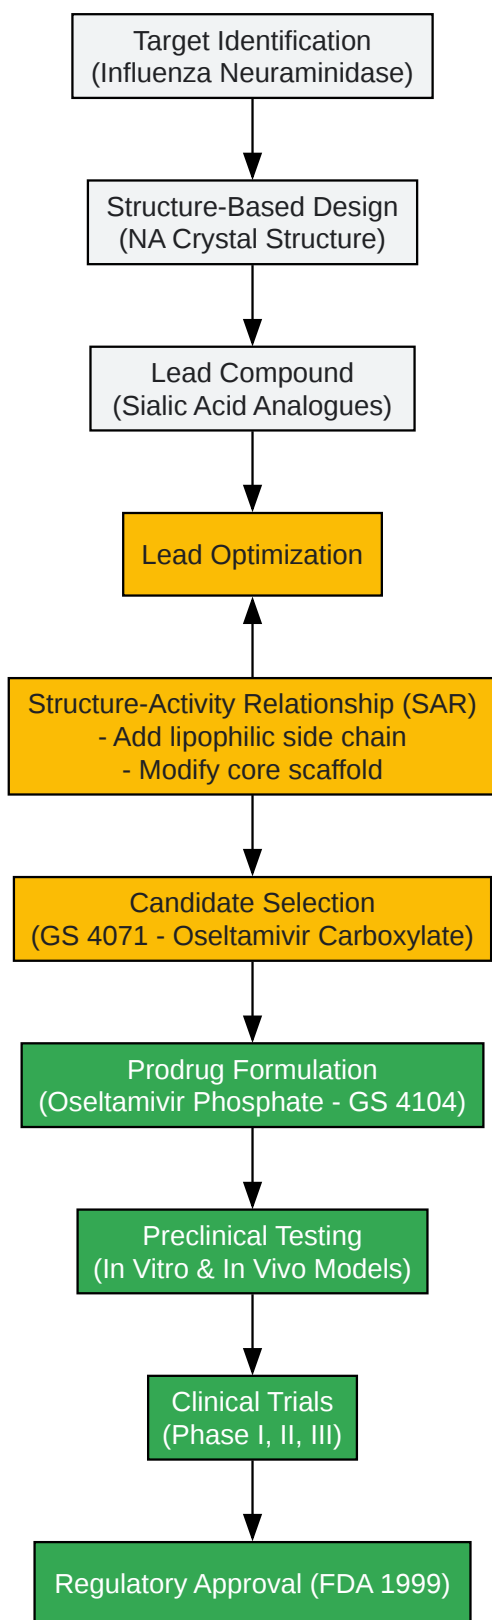 Target Identification
(Influenza Neuraminidase)
Structure-Based Design
(NA Crystal Structure)
Lead Compound
(Sialic Acid Analogues)
Lead Optimization
Structure-Activity Relationship (SAR)
- Add lipophilic side chain
- Modify core scaffold
Candidate Selection
(GS 4071 - Oseltamivir Carboxylate)
Prodrug Formulation
(Oseltamivir Phosphate - GS 4104)
Preclinical Testing
(In Vitro & In Vivo Models)
Clinical Trials
(Phase I, II, III)
Regulatory Approval (FDA 1999)